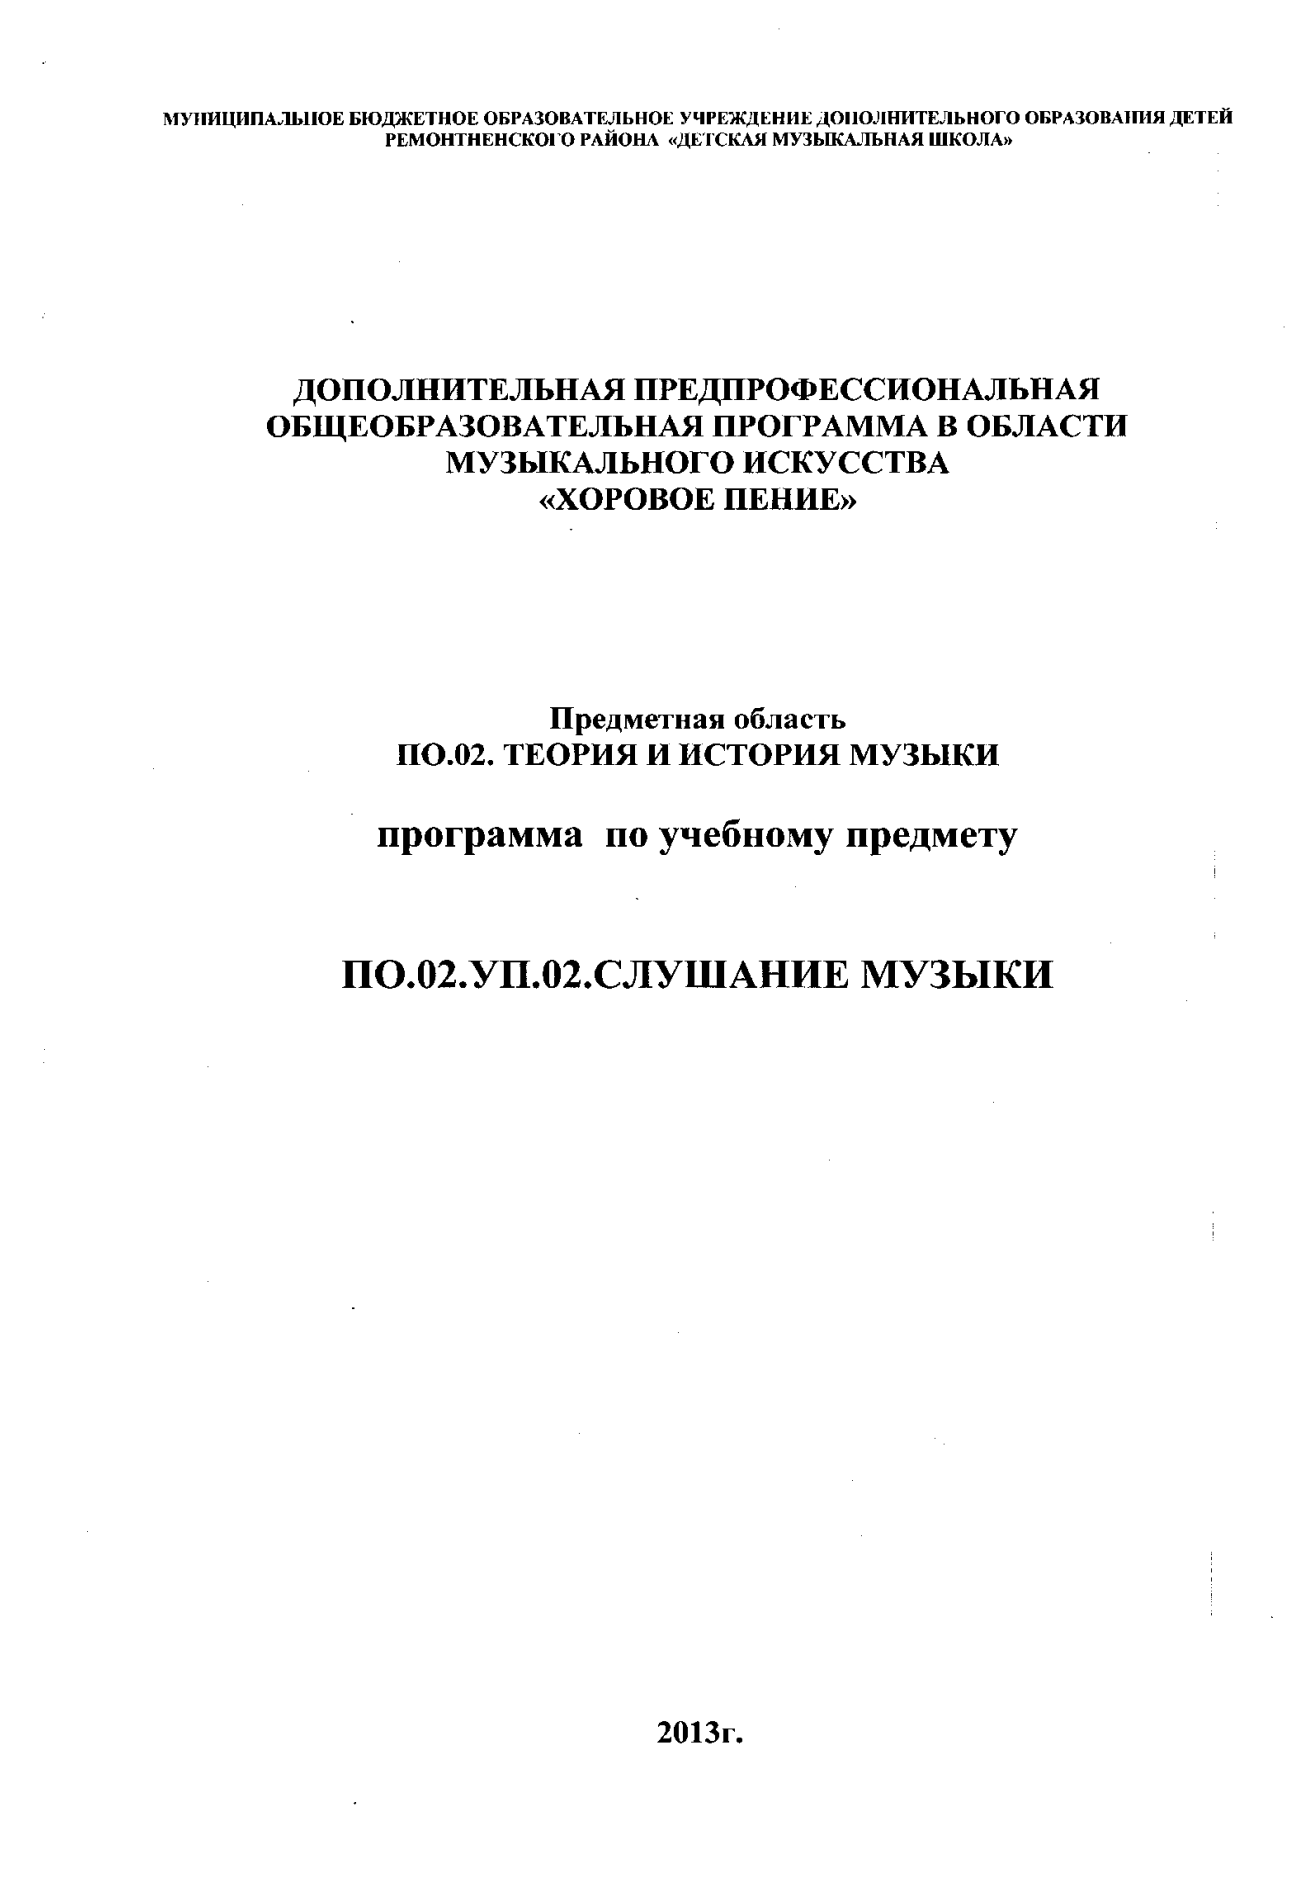 МУНИЦИПАЛЬНОЕ БЮДЖЕТНОЕ ОБРАЗОВАТЕЛЬНОЕ УЧРЕЖДЕНИЕ ДОПОЛНИТЕЛЬНОГО ОБРАЗОВАНИЯ ДЕТЕЙ
РЕМОНТНЕНСКОГО РАЙОНА «ДЕТСКАЯ МУЗЫКАЛЬНАЯ ШКОЛА»
ДОПОЛНИТЕЛЬНАЯ ПРЕДПРОФЕССИОНАЛЬНАЯ
ОБЩЕОБРАЗОВАТЕЛЬНАЯ ПРОГРАММА В ОБЛАСТИ
МУЗЫКАЛЬНОГО ИСКУССТВА
«ХОРОВОЕ ПЕНИЕ»
Предметная область
ПО.02. ТЕОРИЯ И ИСТОРИЯ МУЗЫКИ
программа по учебному предмету
ПО.02.УП.02.СЛУШАНИЕ МУЗЫКИ
2013г.